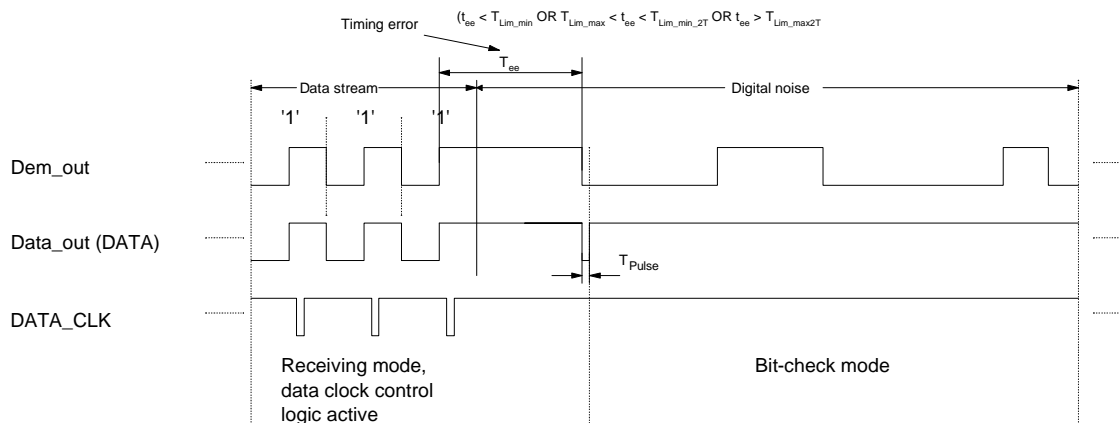 (tee < TLim_min OR TLim_max < tee < TLim_min_2T OR tee > TLim_max2T
Timing error
Tee
Data stream
Digital noise
'1' '1' '1'
Dem_out
Data_out (DATA)
TPulse
DATA_CLK
Receiving mode,
data clock control
logic active
Bit-check mode